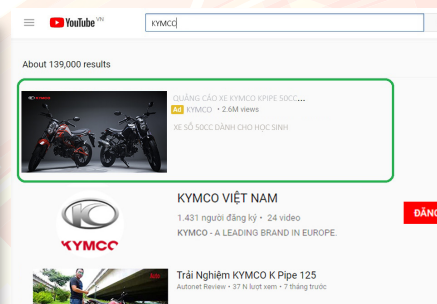 YouTube VN
KYMCC
About 139,000 results
QUẢNG CÁO XE KYMCO KPIPE 50CC...
Ad KYMCO • 2.6M views
XE SỐ 50CC DÀNH CHO HỌC SINH
KYMCO VIỆT NAM
1.431 người đăng ký • 24 video
KYMCO - A LEADING BRAND IN EUROPE.
ĐĂNG
KYMCO
Trải Nghiệm KYMCO K Pipe 125
Autonet Review • 37 N lượt xem • 7 tháng trước